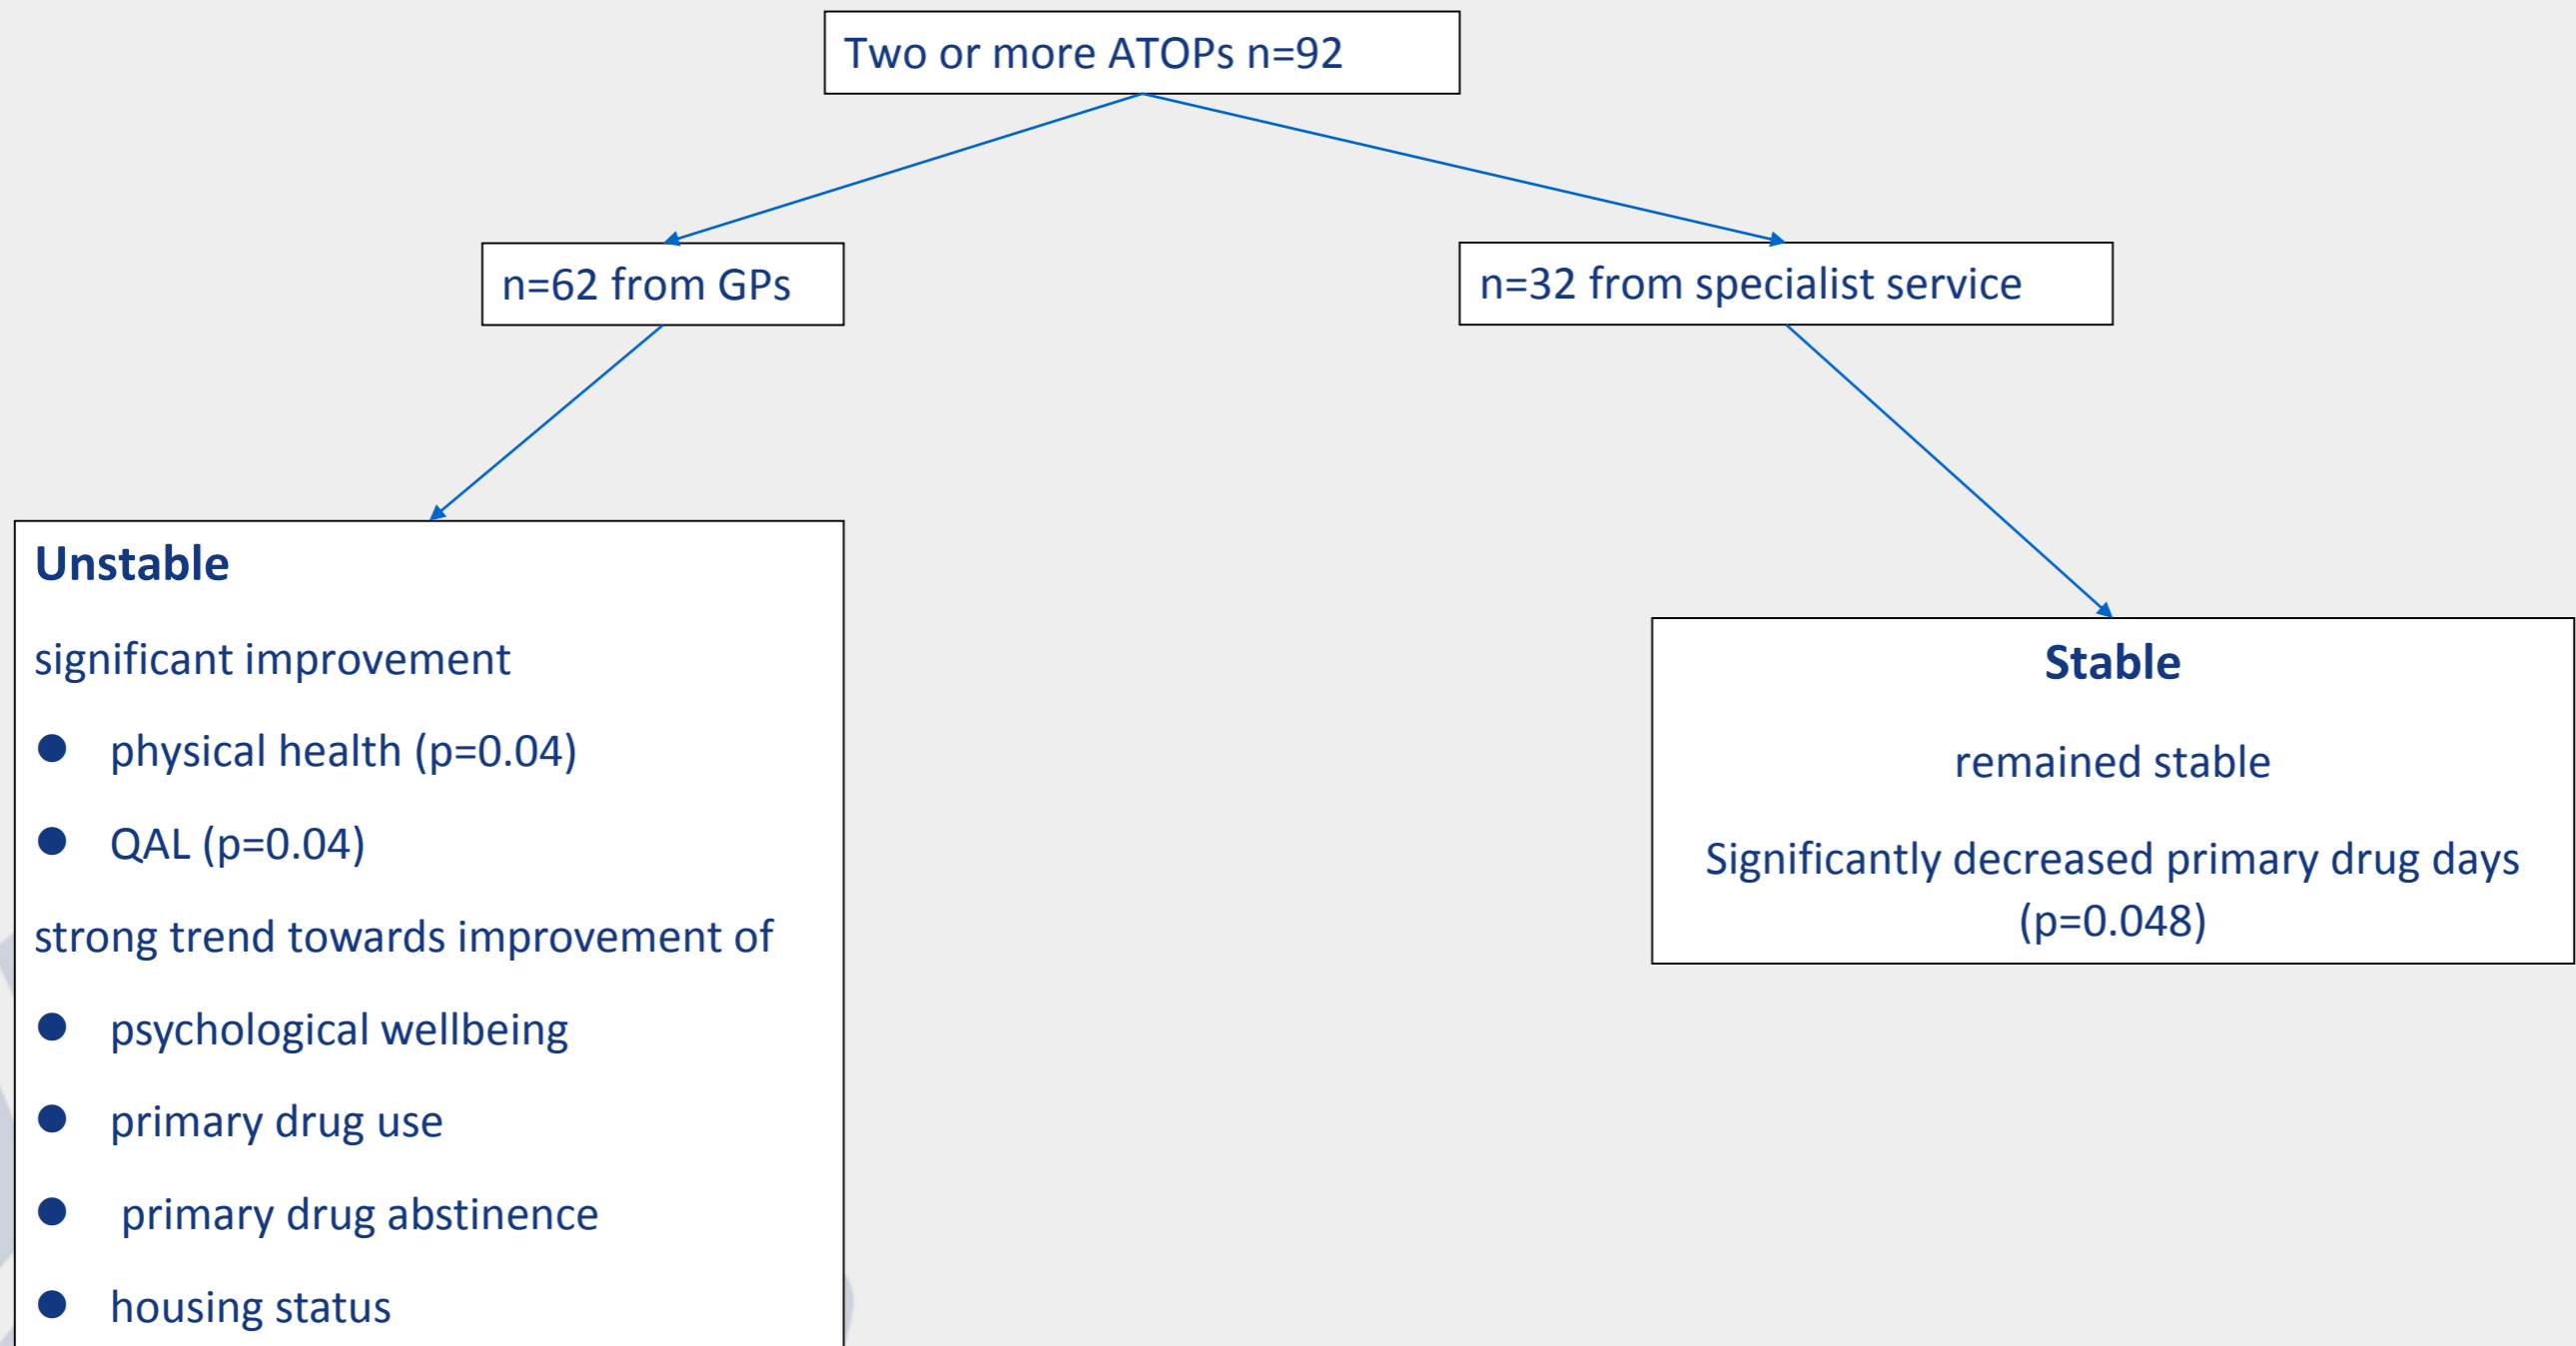 Two or more ATOPs n=92
n=62 from GPs
n=32 from specialist service
Unstable
significant improvement
● physical health (p=0.04)
● QAL (p=0.04)
strong trend towards improvement of
● psychological wellbeing
● primary drug use
● primary drug abstinence
● housing status
Stable
remained stable
Significantly decreased primary drug days
(p=0.048)